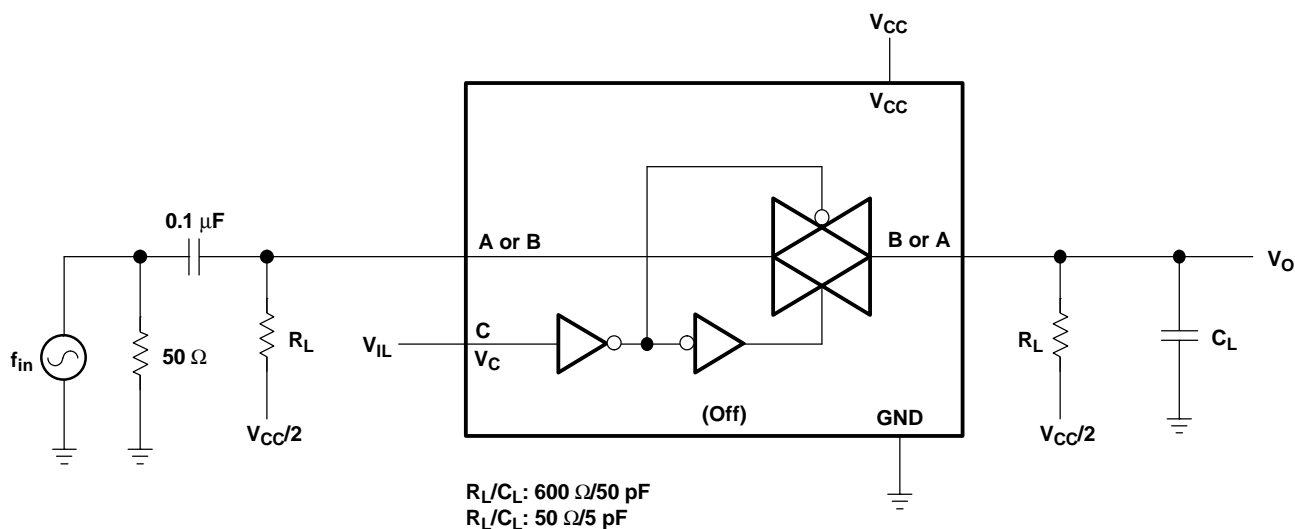 VCC
VCC
0.1 μF
A or B
B or A
VO
fin
50 Ω
RL
VCC/2
VIL
C
VC
(Off)
GND
RL
VCC/2
CL
RL/CL: 600 Ω/50 pF
RL/CL: 50 Ω/5 pF